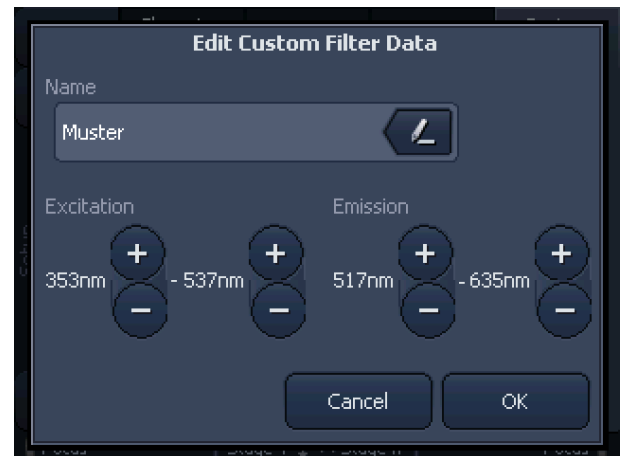 Edit Custom Filter Data
Name
Muster
Excitation Emission
+ + + +
353nm - 537nm 517nm - 635nm
− − − −
Cancel OK